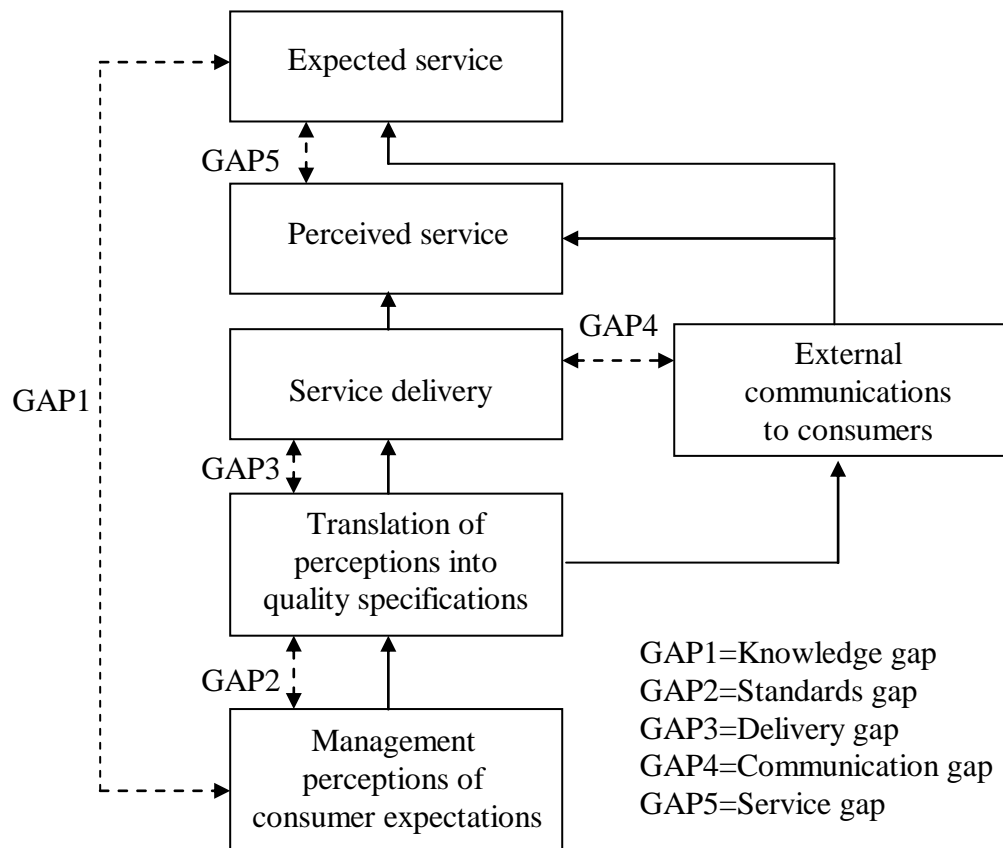 Expected service
GAP5
Perceived service
GAP4
Service delivery
External
communications
to consumers
GAP1
GAP3
Translation of
perceptions into
quality specifications
GAP2
Management
perceptions of
consumer expectations
GAP1=Knowledge gap
GAP2=Standards gap
GAP3=Delivery gap
GAP4=Communication gap
GAP5=Service gap